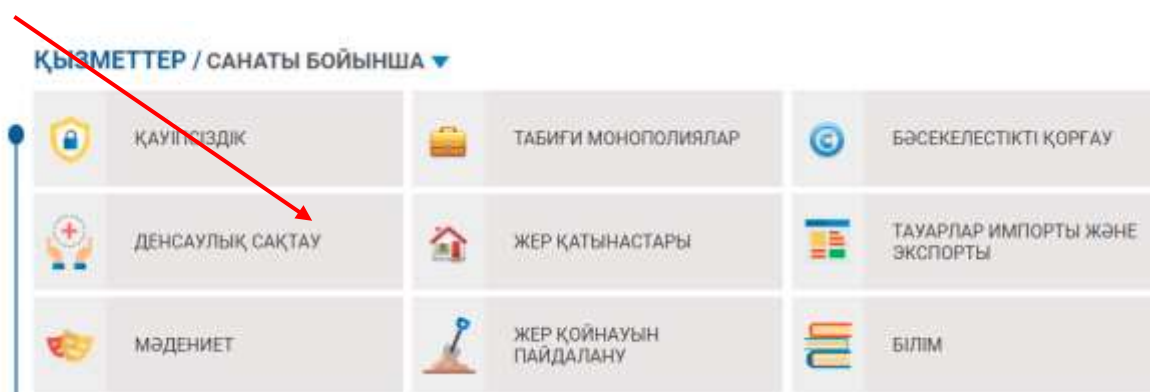 ҚЫЗМЕТТЕР / САНАТЫ БОЙЫНША
ҚАУІПСІЗДІК
ТАБИҒИ МОНОПОЛИЯЛАР
БӘСЕКЕЛЕСТІКТІ ҚОРҒАУ
ДЕНСАУЛЫҚ САҚТАУ
ЖЕР ҚАТЫНАСТАРЫ
ТАУАРЛАР ИМПОРТЫ ЖӘНЕ
ЭКСПОРТЫ
МӘДЕНИЕТ
ЖЕР ҚОЙНАУЫН
ПАЙДАЛАНУ
БІЛІМ